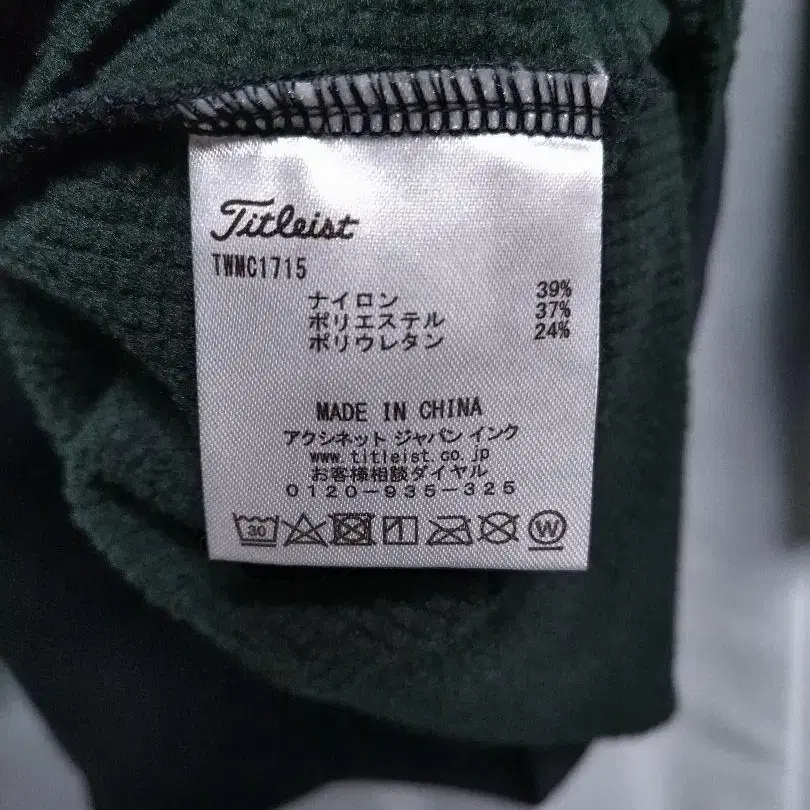 Titleist
TWMC1715
ナイロン 39%
ポリエステル 37%
ポリウレタン 24%
MADE IN CHINA
アクシネット ジャパン インク
www.titleist.co.jp
お客様相談ダイヤル
0120-935-325
30 W